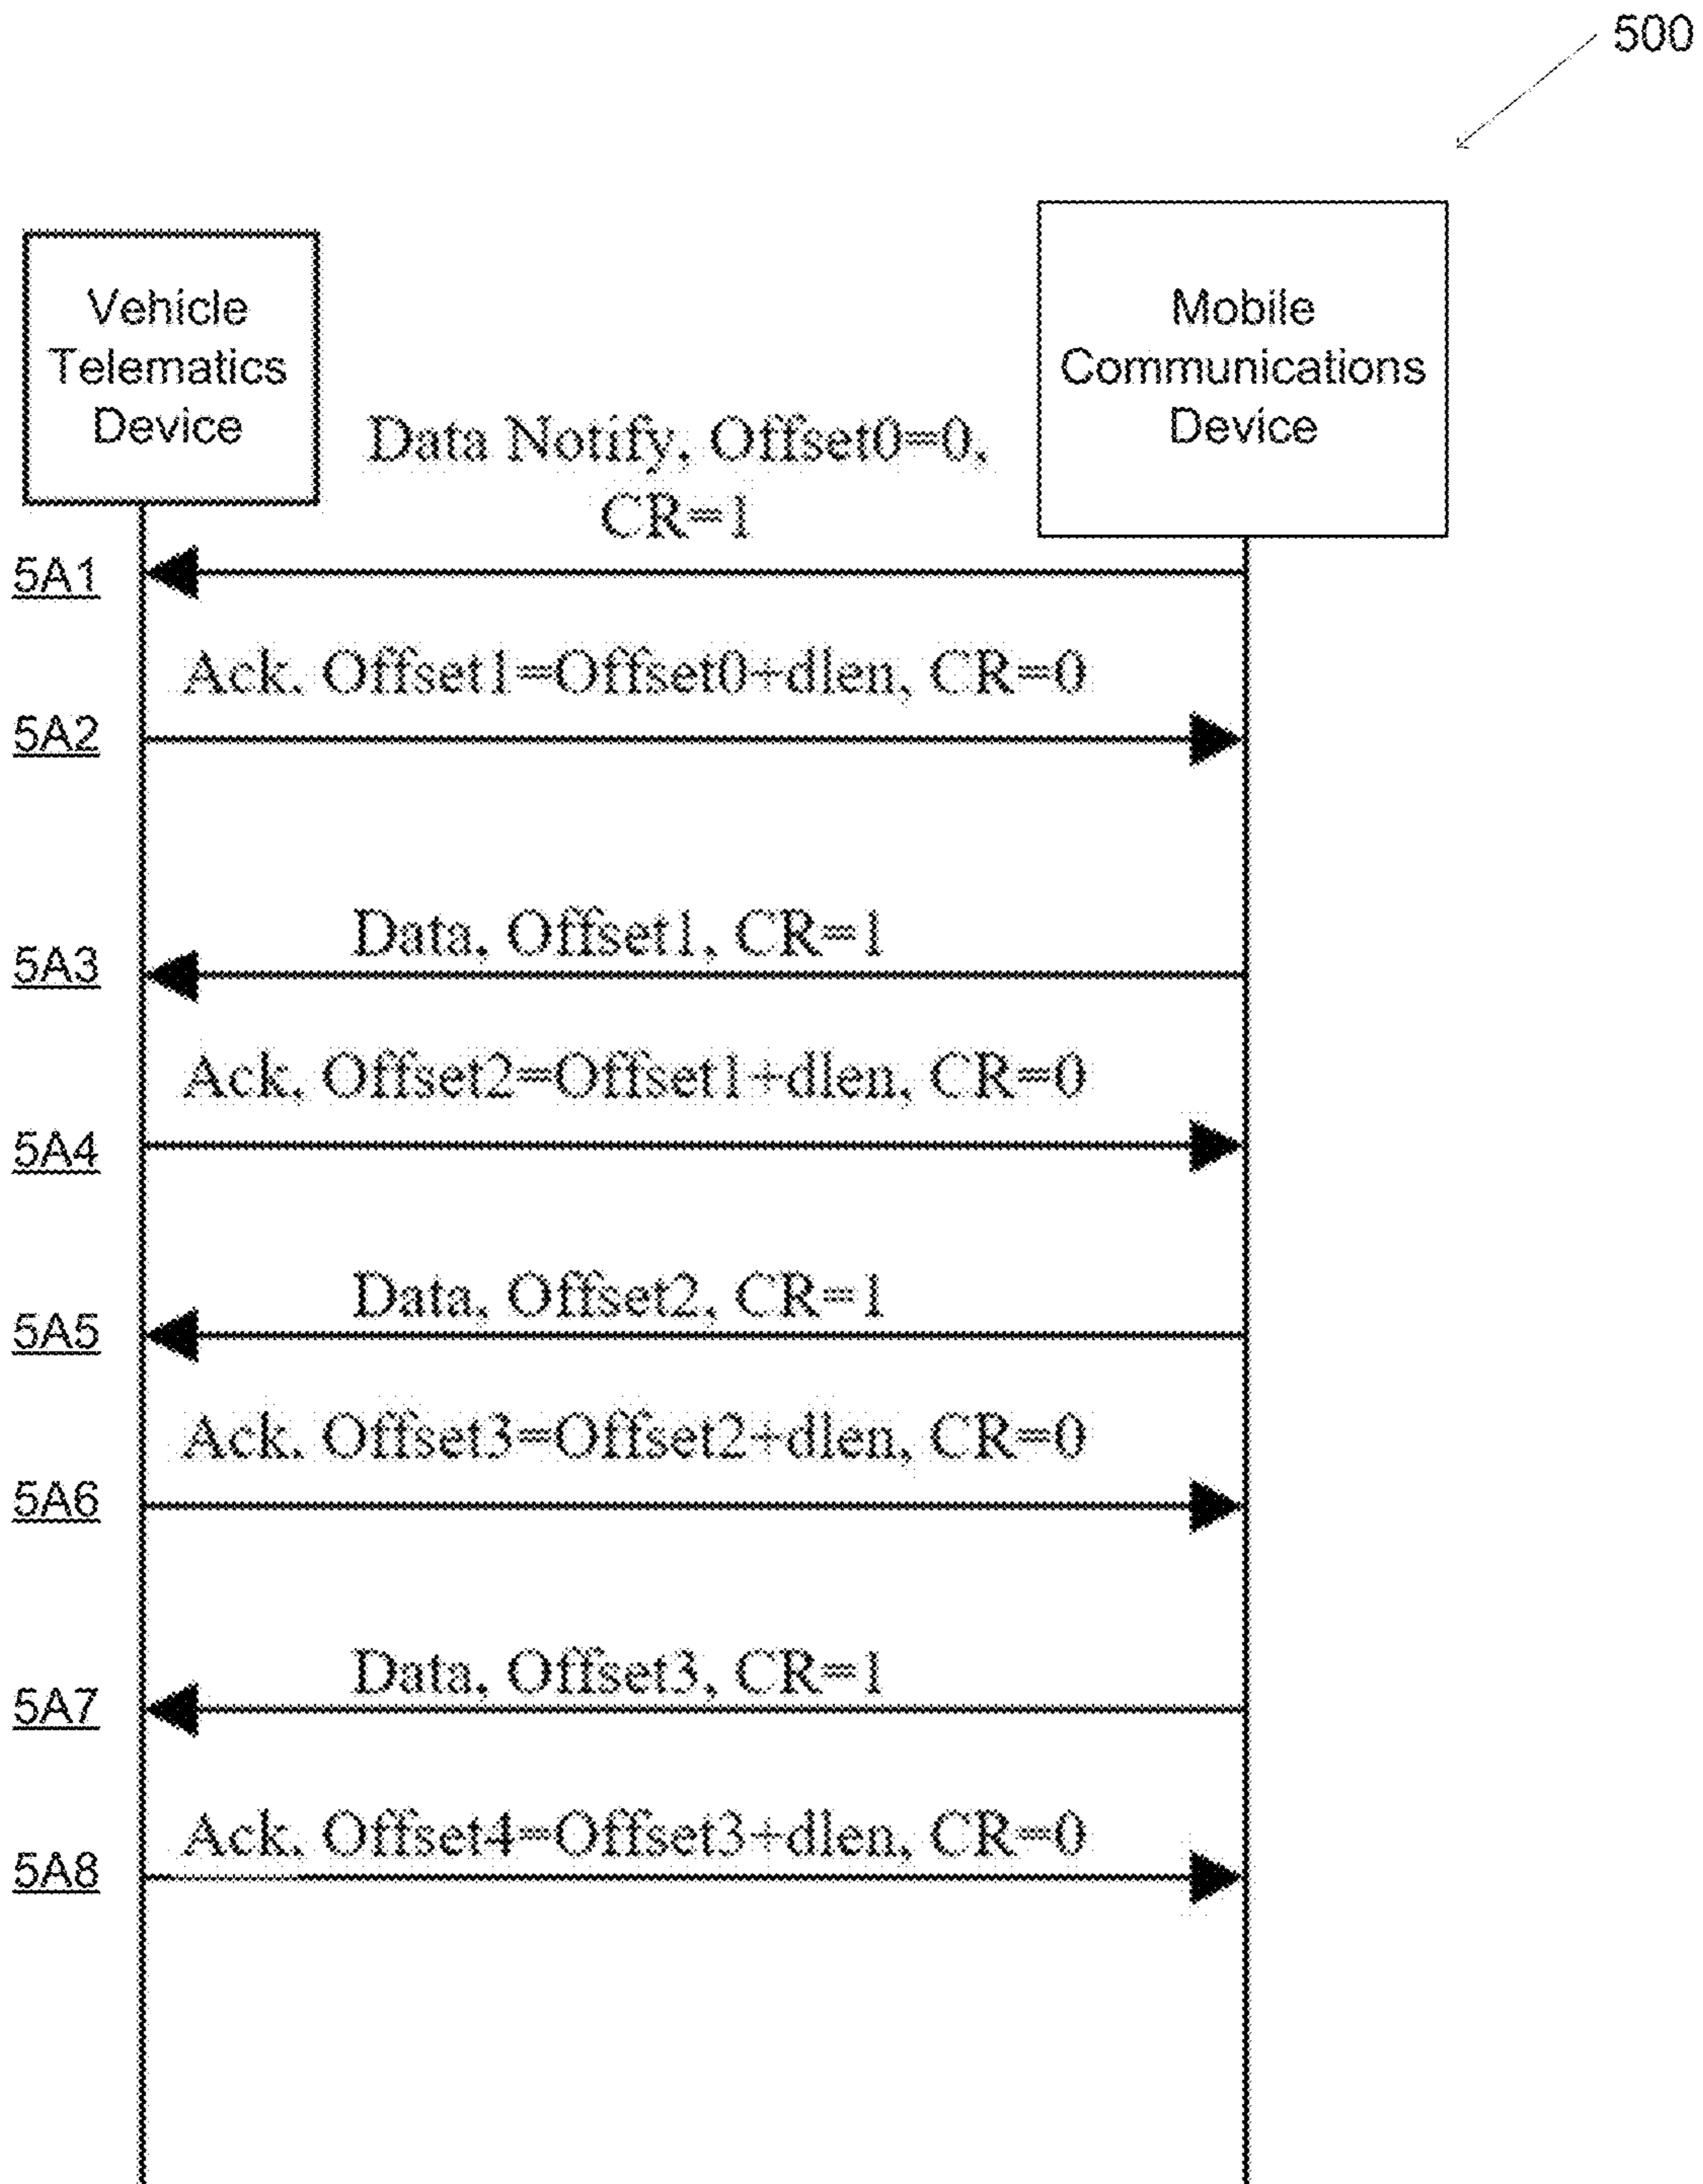 500
Vehicle
Telematics
Device
Mobile
Communications
Device
Data Notify, Offset0=0,
CR=1
5A1
Ack, Offset1=Offset0+dlen, CR=0
5A2
Data, Offset1, CR=1
5A3
Ack, Offset2=Offset1+dlen, CR=0
5A4
Data, Offset2, CR=1
5A5
Ack, Offset3=Offset2+dlen, CR=0
5A6
Data, Offset3, CR=1
5A7
Ack, Offset4=Offset3+dlen, CR=0
5A8